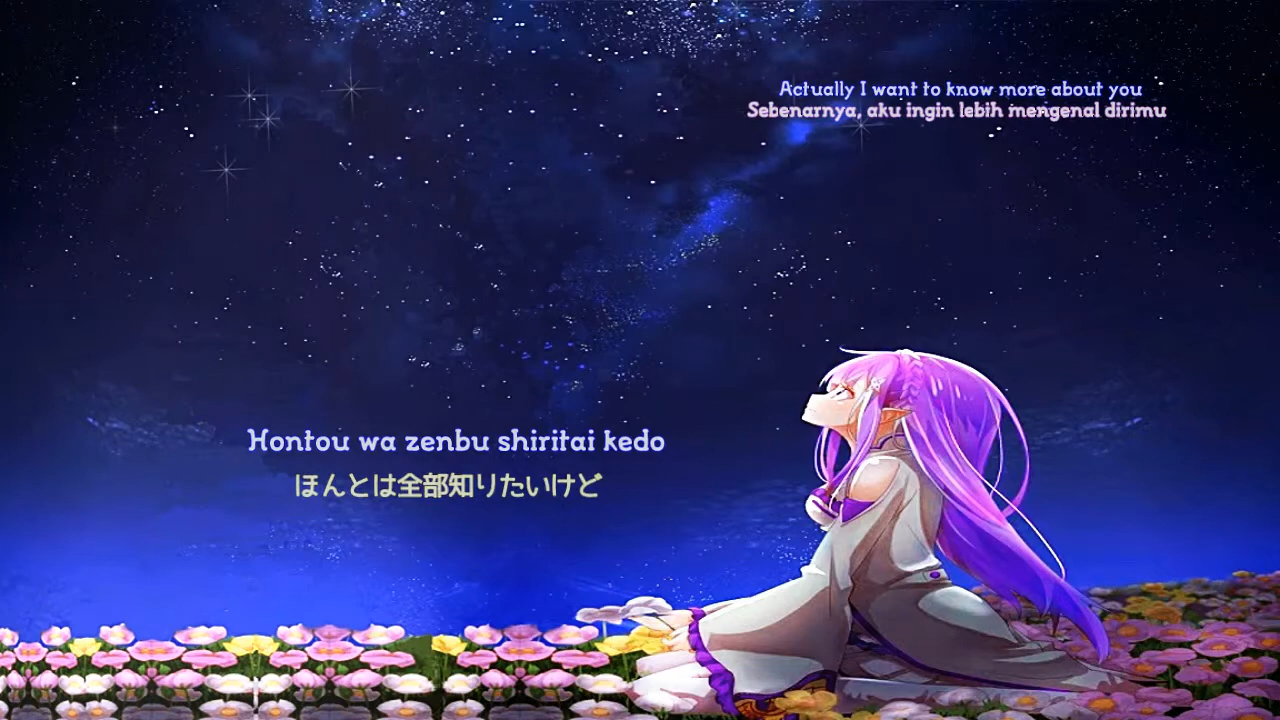 Actually I want to know more about you
Sebenarnya, aku ingin lebih mengenal dirimu
Hontou wa zenbu shiritai kedo
ほんとは全部知りたいけど